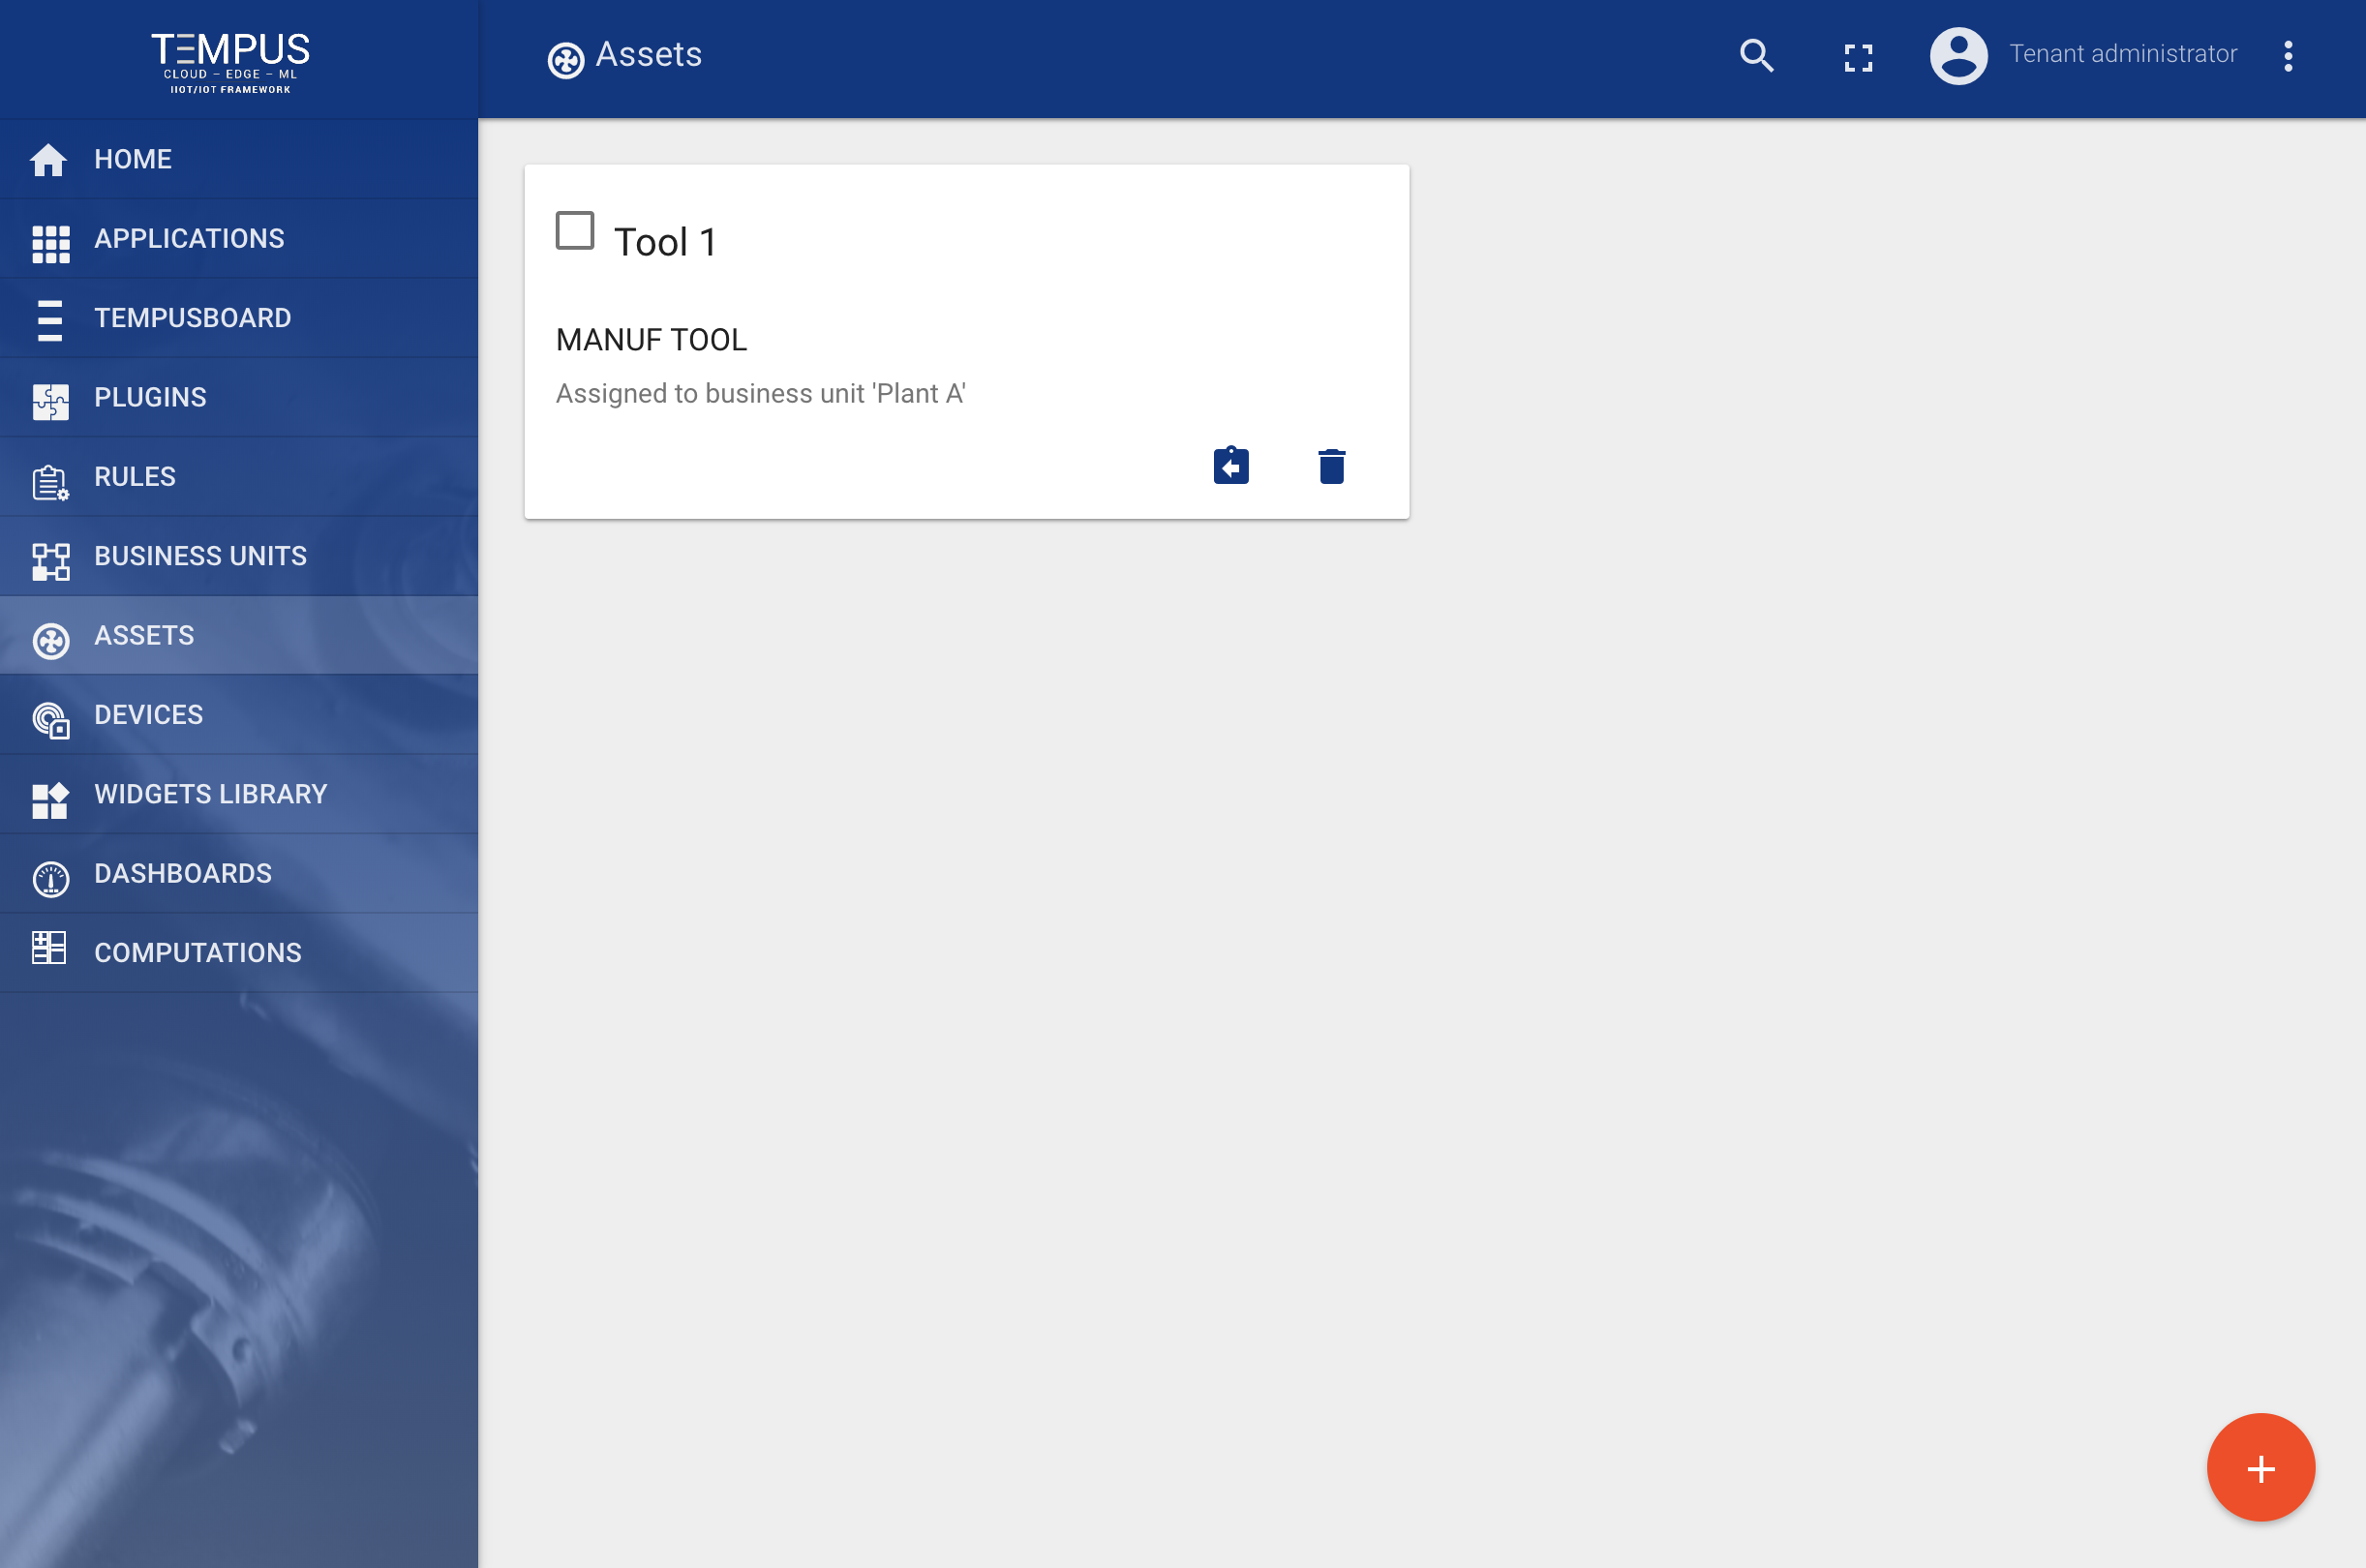 TEMPUS
CLOUD – EDGE – ML
IIOT/IOT FRAMEWORK
Assets
Tenant administrator
HOME
APPLICATIONS
TEMPUSBOARD
PLUGINS
RULES
BUSINESS UNITS
ASSETS
DEVICES
WIDGETS LIBRARY
DASHBOARDS
COMPUTATIONS
Tool 1
MANUF TOOL
Assigned to business unit 'Plant A'